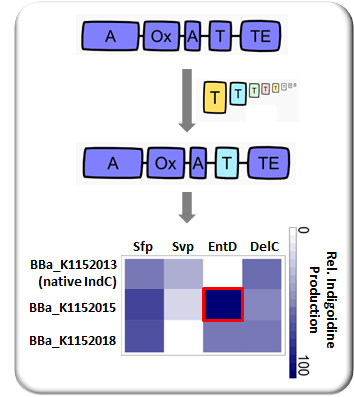 A Ox A T TE
T T T T T
A Ox A T TE
Sfp Svp EntD DelC
BBa_K1152013
(native IndC)
BBa_K1152015
BBa_K1152018
0
Rel. Indigoidine
Production
100